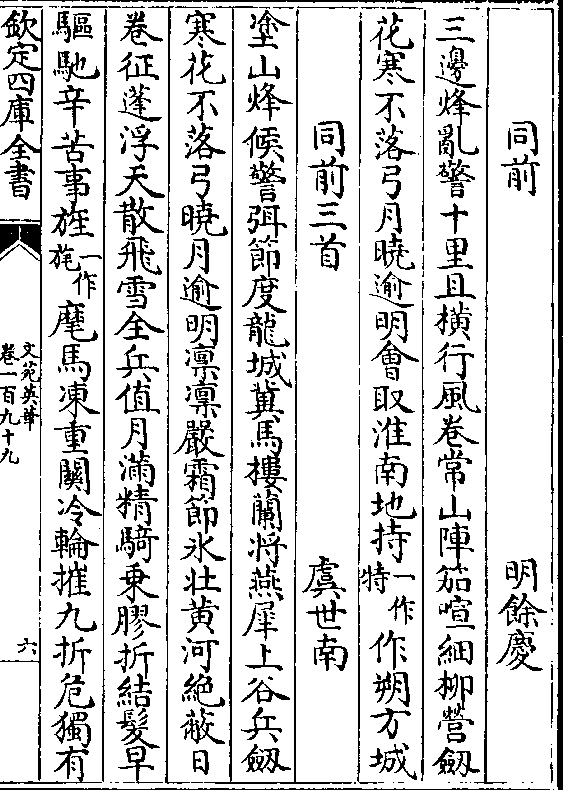 同前　明餘慶
三邊烽亂警十里且橫行風卷常山陣笳喧細柳營劒
花寒不落弓月曉逾明會取淮南地持一作特作朔方城
同前三首　虞世南
塗山烽候警弭節度龍城冀馬摟蘭将燕犀上谷兵劒
寒花不落弓曉月逾明凛凛嚴霜節氷壮黄河絶蔽日
卷征蓬浮天散飛雪全兵值月滿精騎乗膠折結髮早
驅馳辛苦事旌一作旄麾馬凍重關冷輪摧九折危獨有
欽定四庫全書
文苑英華
卷一百九十九
六